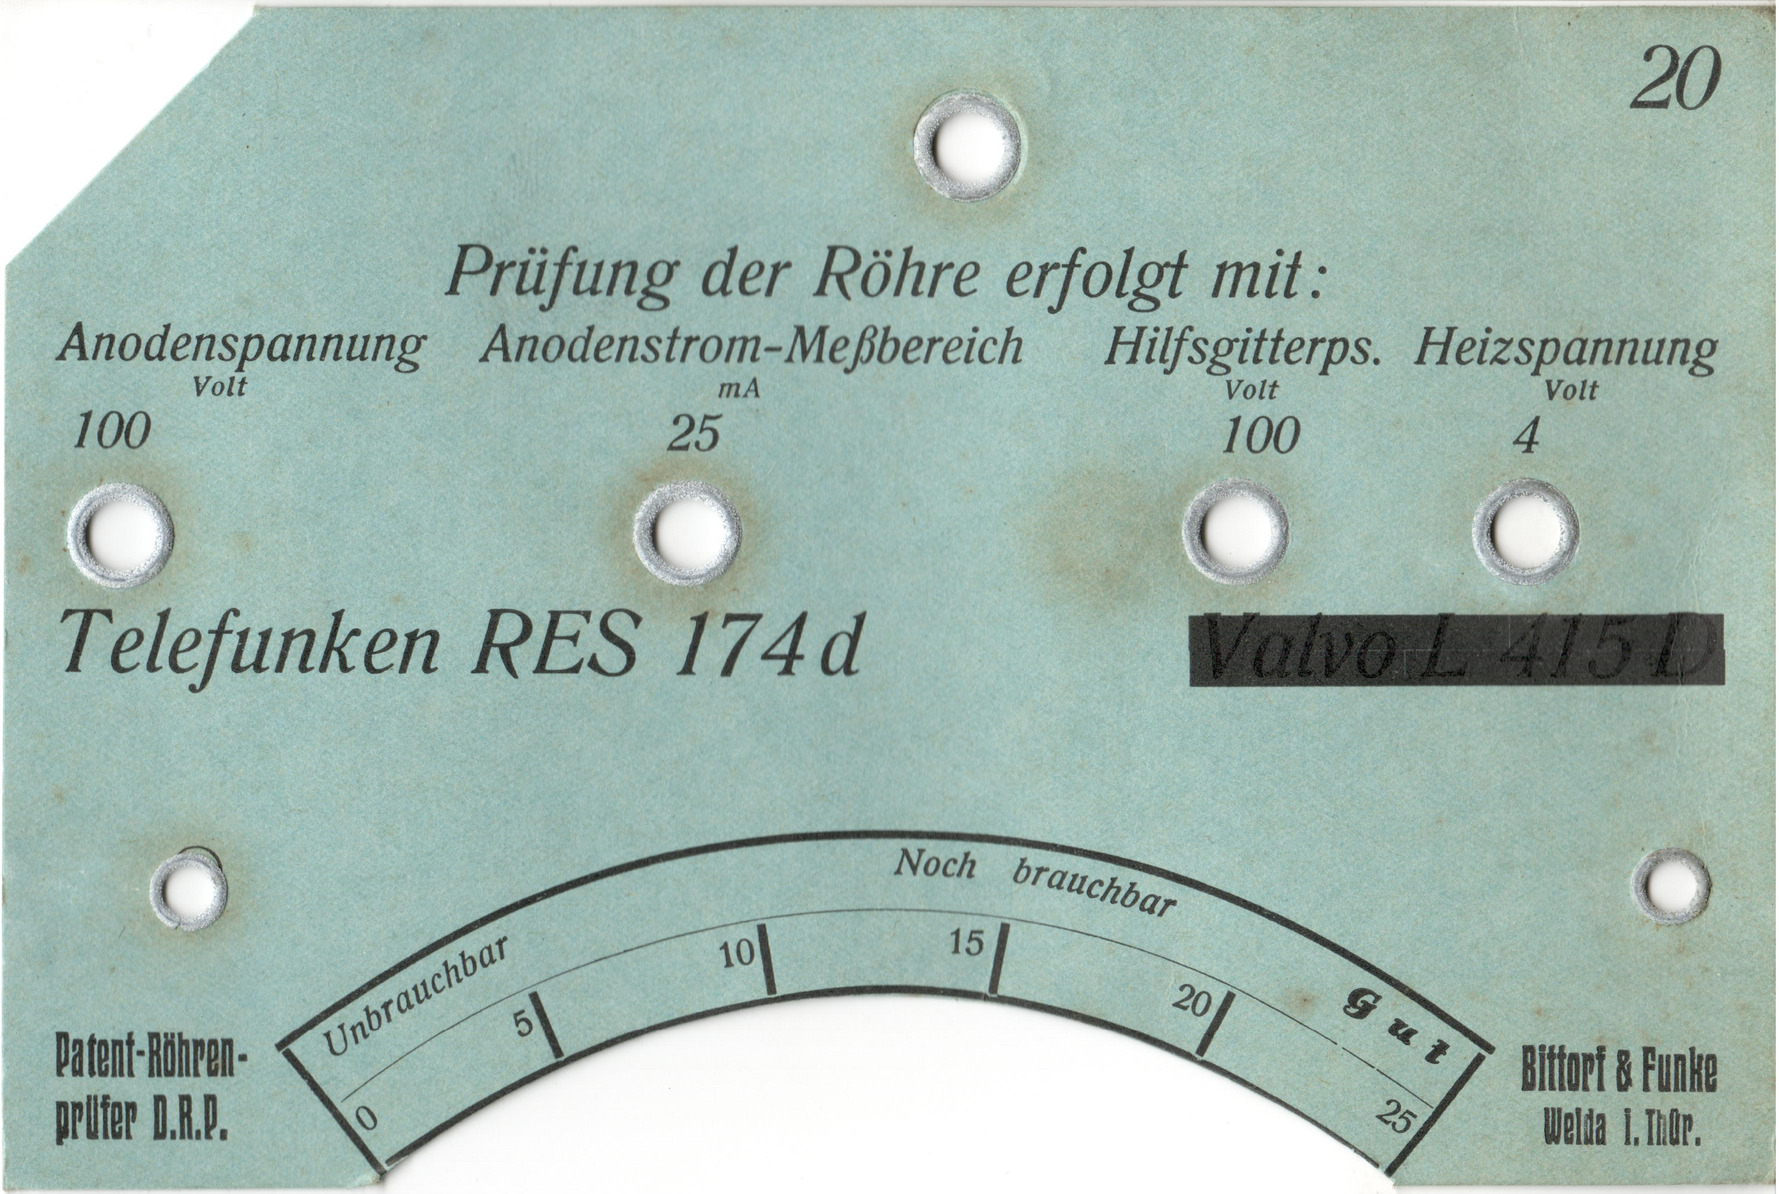 20
Prüfung der Röhre erfolgt mit:
Anodenspannung Anodenstrom-Meßbereich Hilfsgitterps. Heizspannung
Volt mA Volt Volt
100 25 100 4
Telefunken RES 174d Valvo L 415D
Noch brauchbar
Unbrauchbar
Gut
0 5 10 15 20 25
Patent-Röhren-
prüfer D.R.P.
Bittorf & Funke
Weida i. Thür.